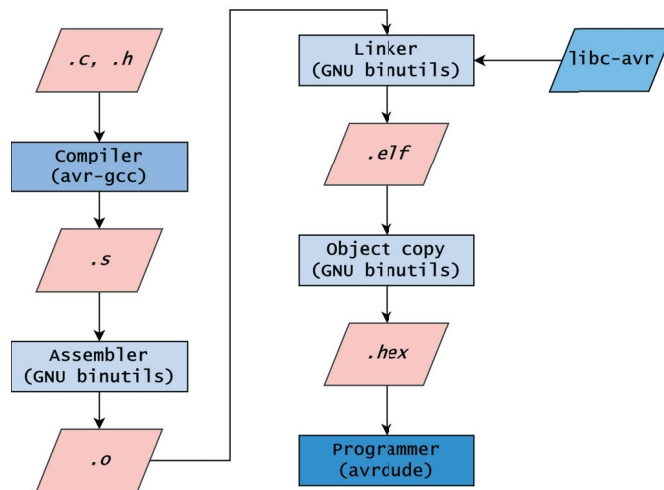 .c, .h
Compiler
(avr-gcc)
.s
Assembler
(GNU binutils)
.o
Linker
(GNU binutils)
libc-avr
.elf
Object copy
(GNU binutils)
.hex
Programmer
(avrdude)